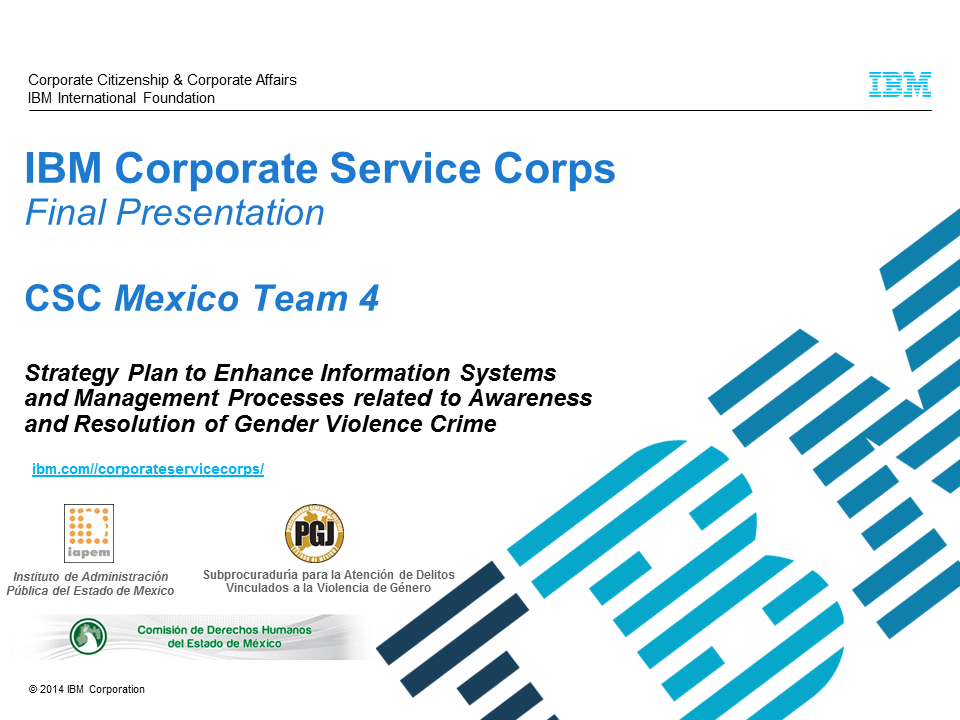 Corporate Citizenship & Corporate Affairs
IBM International Foundation
IBM
IBM Corporate Service Corps
Final Presentation
CSC Mexico Team 4
Strategy Plan to Enhance Information Systems
and Management Processes related to Awareness
and Resolution of Gender Violence Crime
ibm.com//corporateservicecorps/
iapem
Instituto de Administración
Pública del Estado de Mexico
PGJ
Subprocuraduría para la Atención de Delitos
Vinculados a la Violencia de Género
Comisión de Derechos Humanos
del Estado de México
© 2014 IBM Corporation